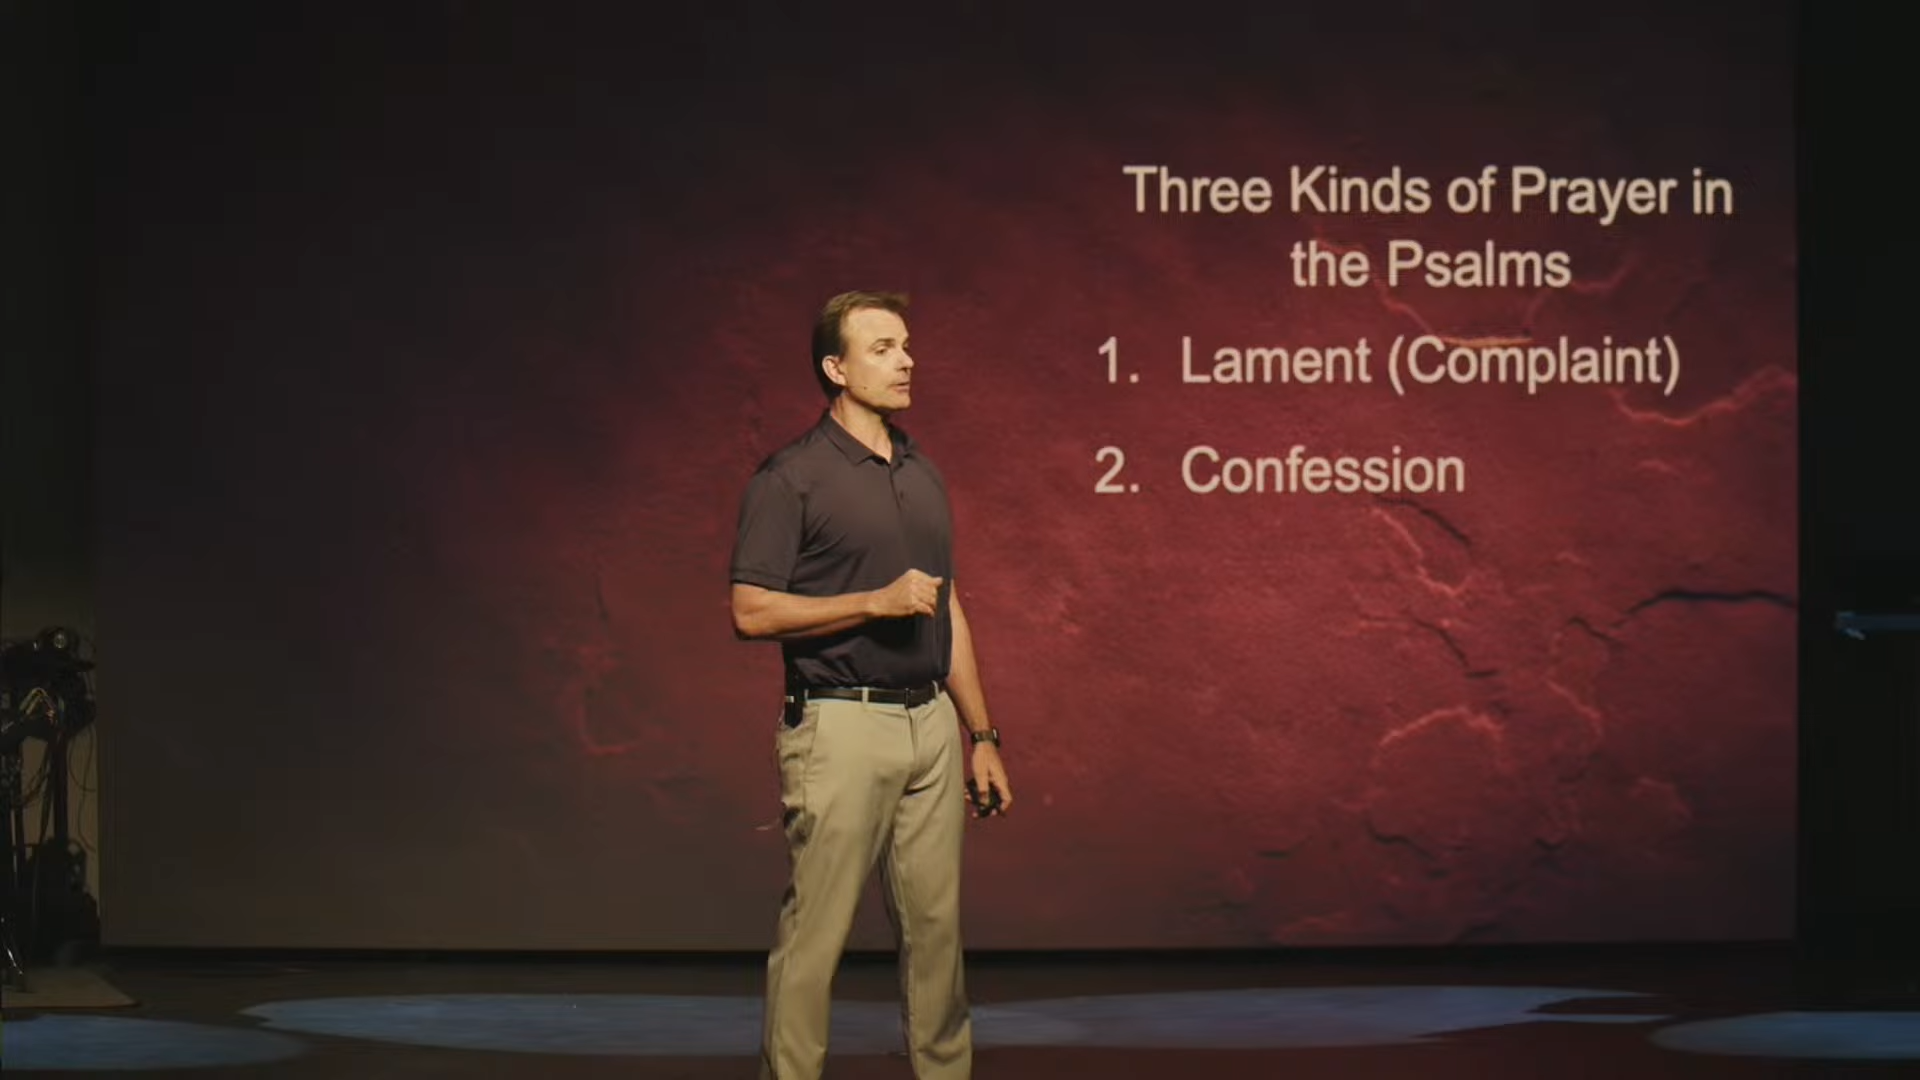 Three Kinds of Prayer in
the Psalms
1. Lament (Complaint)
2. Confession